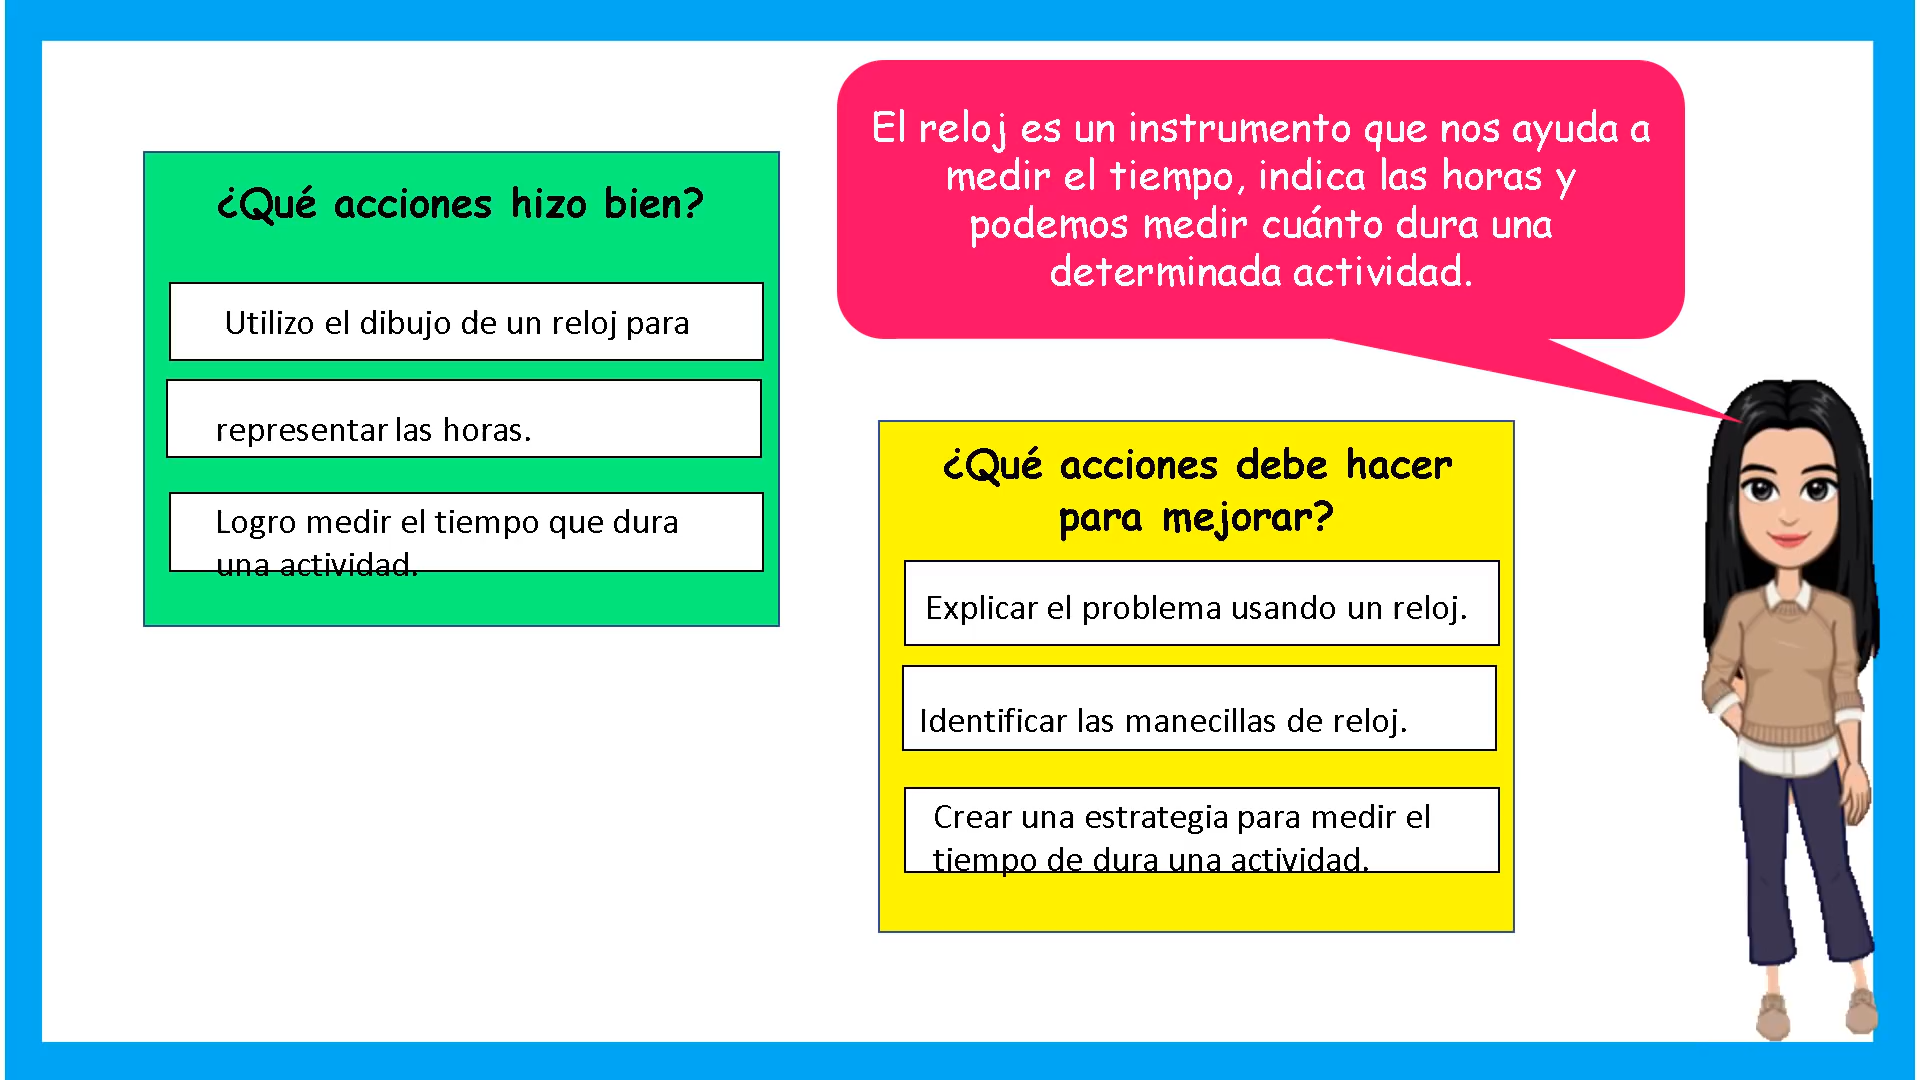 El reloj es un instrumento que nos ayuda a
medir el tiempo, indica las horas y
podemos medir cuánto dura una
determinada actividad.
¿Qué acciones hizo bien?
Utilizo el dibujo de un reloj para
representar las horas.
Logro medir el tiempo que dura
una actividad.
¿Qué acciones debe hacer
para mejorar?
Explicar el problema usando un reloj.
Identificar las manecillas de reloj.
Crear una estrategia para medir el
tiempo de dura una actividad.